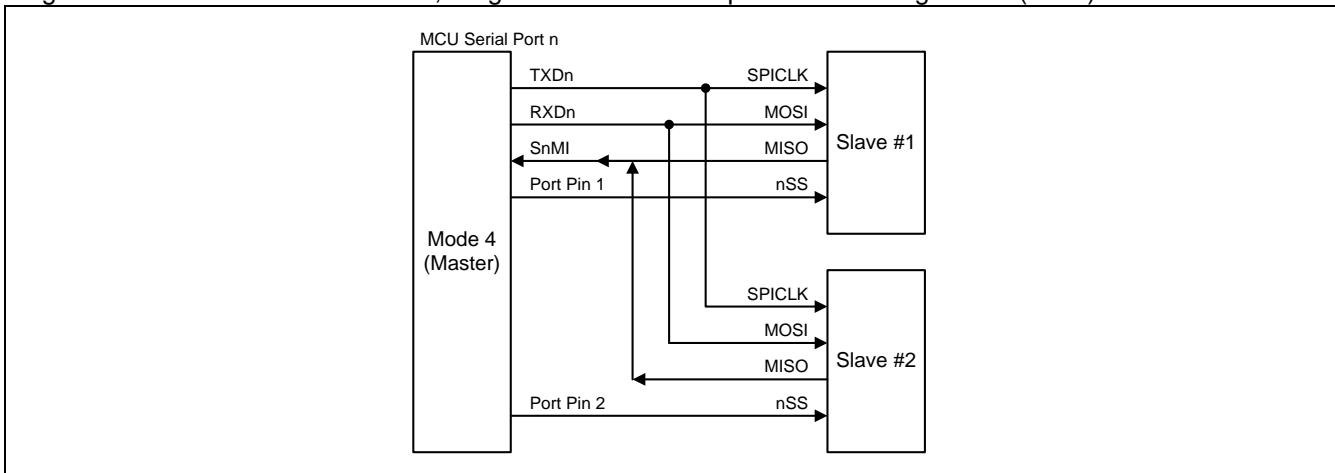 MCU Serial Port n
TXDn SPICLK
RXDn MOSI
SnMI MISO
Port Pin 1 nSS
Slave #1
Mode 4
(Master)
SPICLK
MOSI
MISO
Slave #2
Port Pin 2 nSS